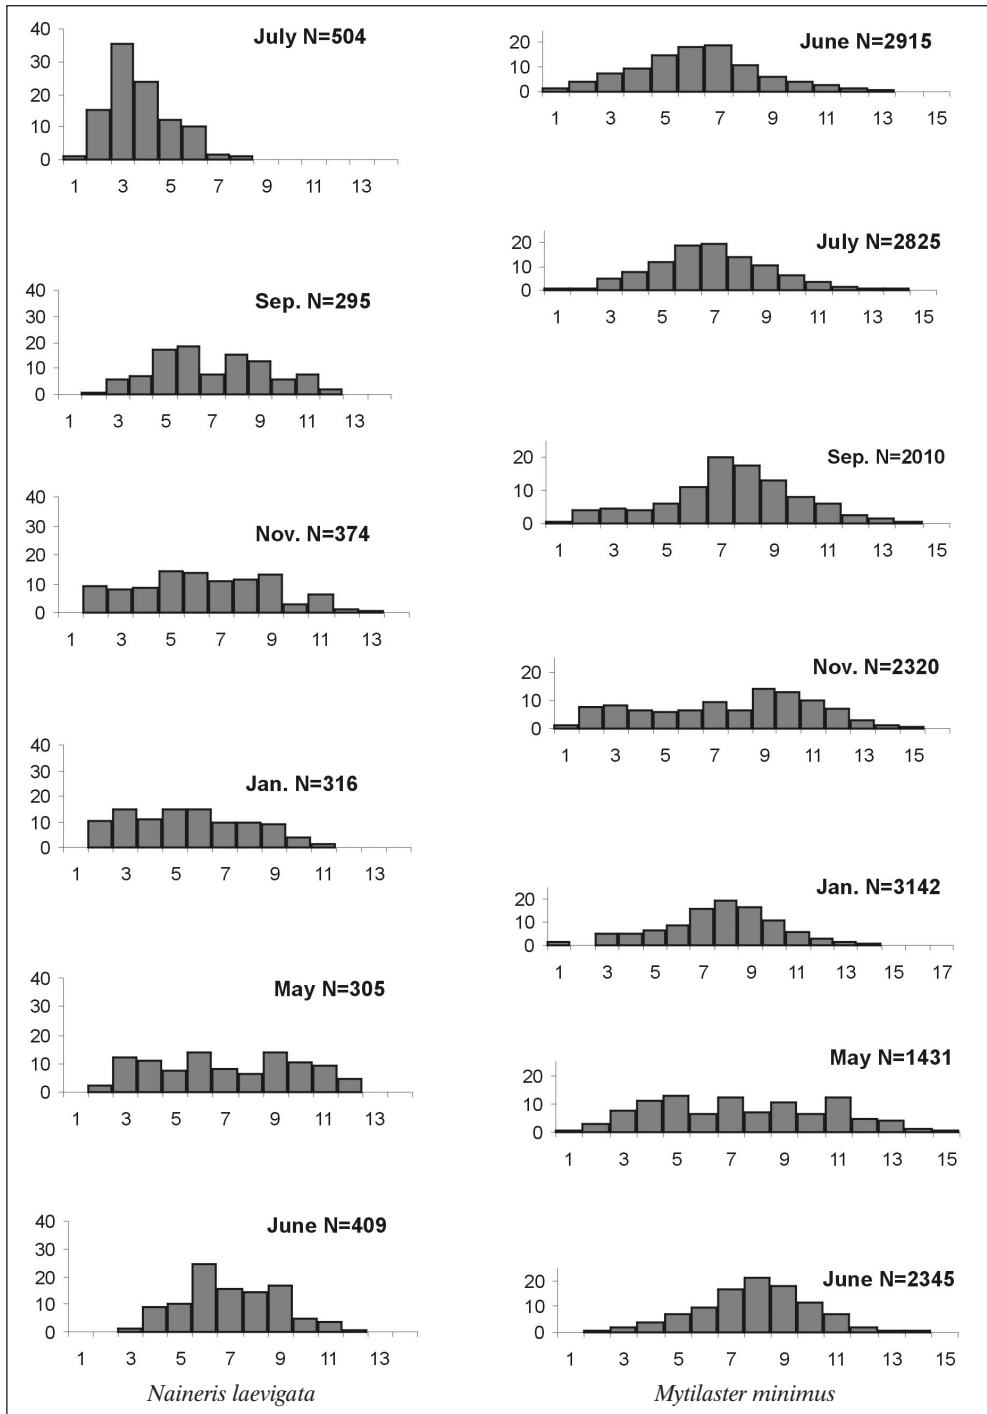 July N=504
40
30
20
10
0
1 3 5 7 9 11 13
Sep. N=295
40
30
20
10
0
1 3 5 7 9 11 13
Nov. N=374
40
30
20
10
0
1 3 5 7 9 11 13
Jan. N=316
40
30
20
10
0
1 3 5 7 9 11 13
May N=305
40
30
20
10
0
1 3 5 7 9 11 13
June N=409
40
30
20
10
0
1 3 5 7 9 11 13
Naineris laevigata
June N=2915
20
10
0
1 3 5 7 9 11 13 15
July N=2825
20
10
0
1 3 5 7 9 11 13 15
Sep. N=2010
20
10
0
1 3 5 7 9 11 13 15
Nov. N=2320
20
10
0
1 3 5 7 9 11 13 15
Jan. N=3142
20
10
0
1 3 5 7 9 11 13 15 17
May N=1431
20
10
0
1 3 5 7 9 11 13 15
June N=2345
20
10
0
1 3 5 7 9 11 13 15
Mytilaster minimus